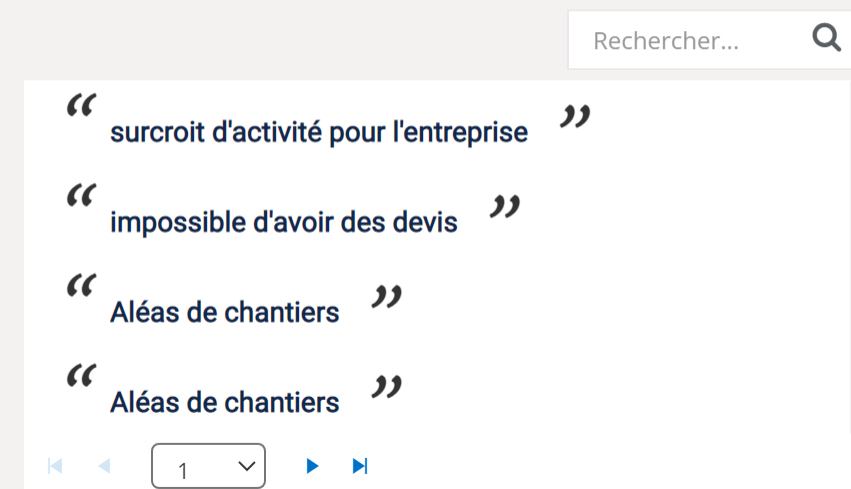 Rechercher...
“ surcroit d'activité pour l'entreprise ”
“ impossible d'avoir des devis ”
“ Aléas de chantiers ”
“ Aléas de chantiers ”
1